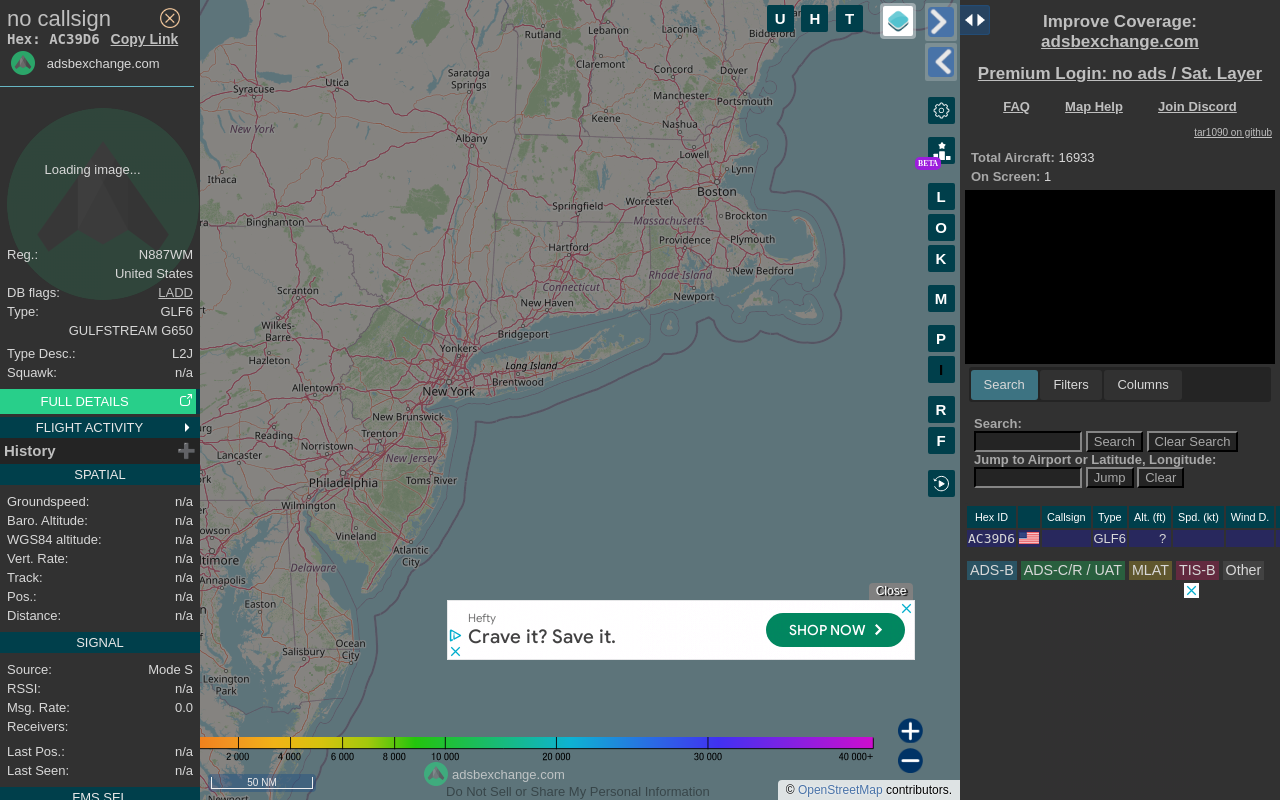 no callsign
Hex: AC39D6 Copy Link
adsbexchange.com
Loading image...
Reg.: N887WM
United States
DB flags: LADD
Type: GLF6
GULFSTREAM G650
Type Desc.: L2J
Squawk: n/a
FULL DETAILS
FLIGHT ACTIVITY
History
SPATIAL
Groundspeed: n/a
Baro. Altitude: n/a
WGS84 altitude: n/a
Vert. Rate: n/a
Track: n/a
Pos.: n/a
Distance: n/a
SIGNAL
Source: Mode S
RSSI: n/a
Msg. Rate: 0.0
Receivers:
Last Pos.: n/a
Last Seen: n/a
FMS SEL
U H T
Rutland
Lebanon
Laconia
Biddeford
Claremont
Concord
Dover
Saratoga Springs
Utica
Syracuse
Manchester
Portsmouth
Keene
Nashua
New York
Albany
Lowell
Lynn
Ithaca
Boston
Worcester
Springfield
Brockton
Massachusetts
Binghamton
Providence
Plymouth
Hartford
Rhode Island
New Bedford
Connecticut
Scranton
New Haven
Newport
Wilkes-Barre
Bridgeport
Yonkers
Hazleton
Long Island
Brentwood
Allentown
New York
New Brunswick
Reading
Trenton
Norristown
Lancaster
New Jersey
Philadelphia
Toms River
Wilmington
Vineland
Atlantic City
Delaware
Annapolis
Easton
Ocean City
Salisbury
Lexington Park
BETA
L
O
K
M
P
I
R
F
Close
Hefty
Crave it? Save it.
SHOP NOW
2 000 4 000 6 000 8 000 10 000 20 000 30 000 40 000+
50 NM
adsbexchange.com
Do Not Sell or Share My Personal Information
© OpenStreetMap contributors.
Improve Coverage:
adsbexchange.com
Premium Login: no ads / Sat. Layer
FAQ Map Help Join Discord
tar1090 on github
Total Aircraft: 16933
On Screen: 1
Search Filters Columns
Search:
Search Clear Search
Jump to Airport or Latitude, Longitude:
Jump Clear
Hex ID Callsign Type Alt. (ft) Spd. (kt) Wind D.
AC39D6 GLF6 ?
ADS-B ADS-C/R / UAT MLAT TIS-B Other